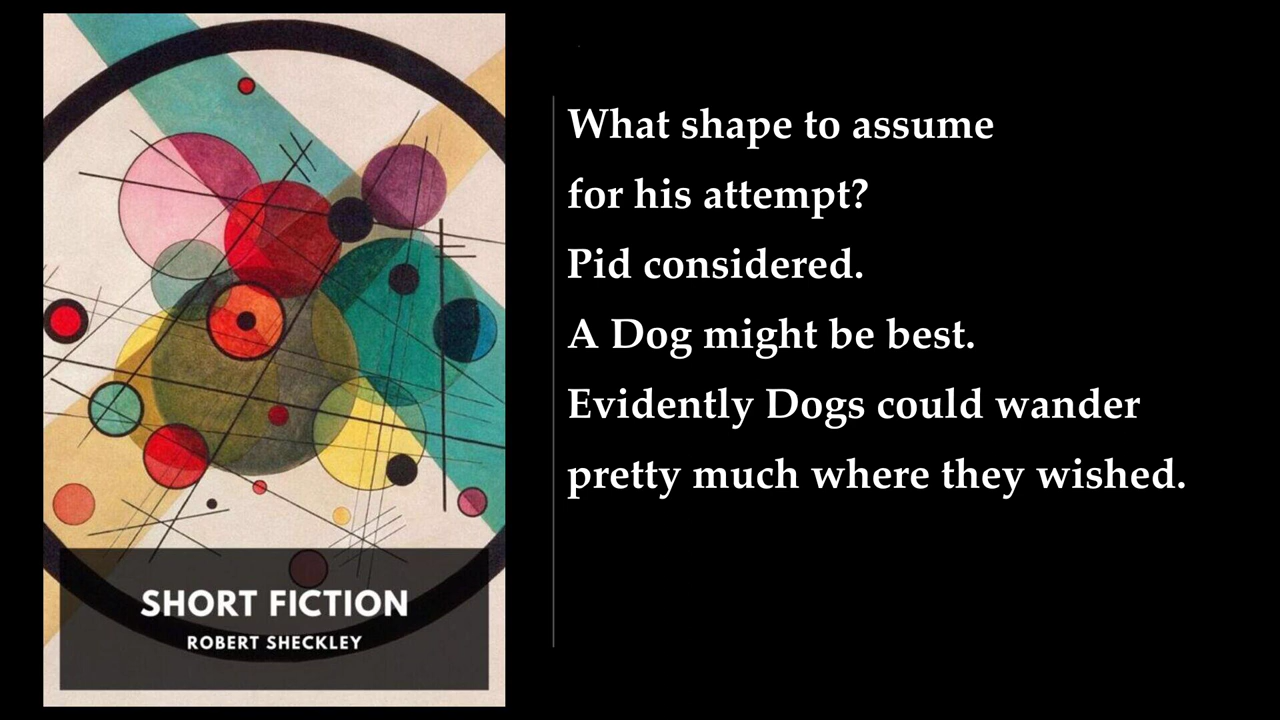 SHORT FICTION
ROBERT SHECKLEY
What shape to assume
for his attempt?
Pid considered.
A Dog might be best.
Evidently Dogs could wander
pretty much where they wished.